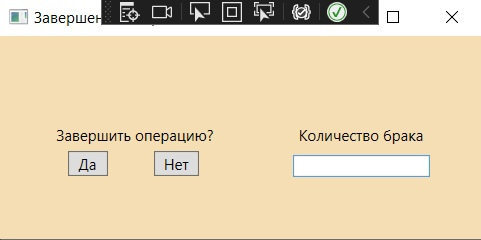 Завершен
Завершить операцию?
Количество брака
Да
Нет